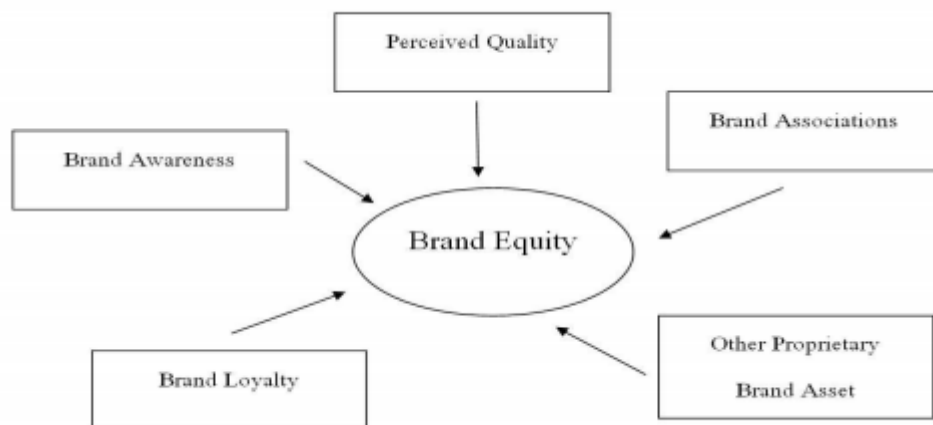 Perceived Quality
Brand Associations
Brand Awareness
Brand Equity
Other Proprietary
Brand Asset
Brand Loyalty